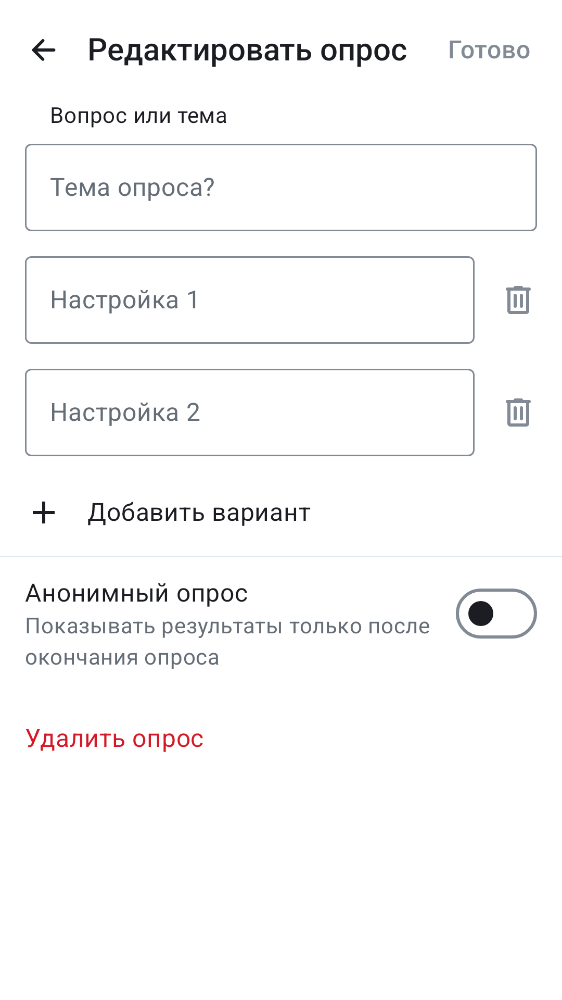 Редактировать опрос
Готово
Вопрос или тема
Тема опроса?
Настройка 1
Настройка 2
Добавить вариант
Анонимный опрос
Показывать результаты только после
окончания опроса
Удалить опрос